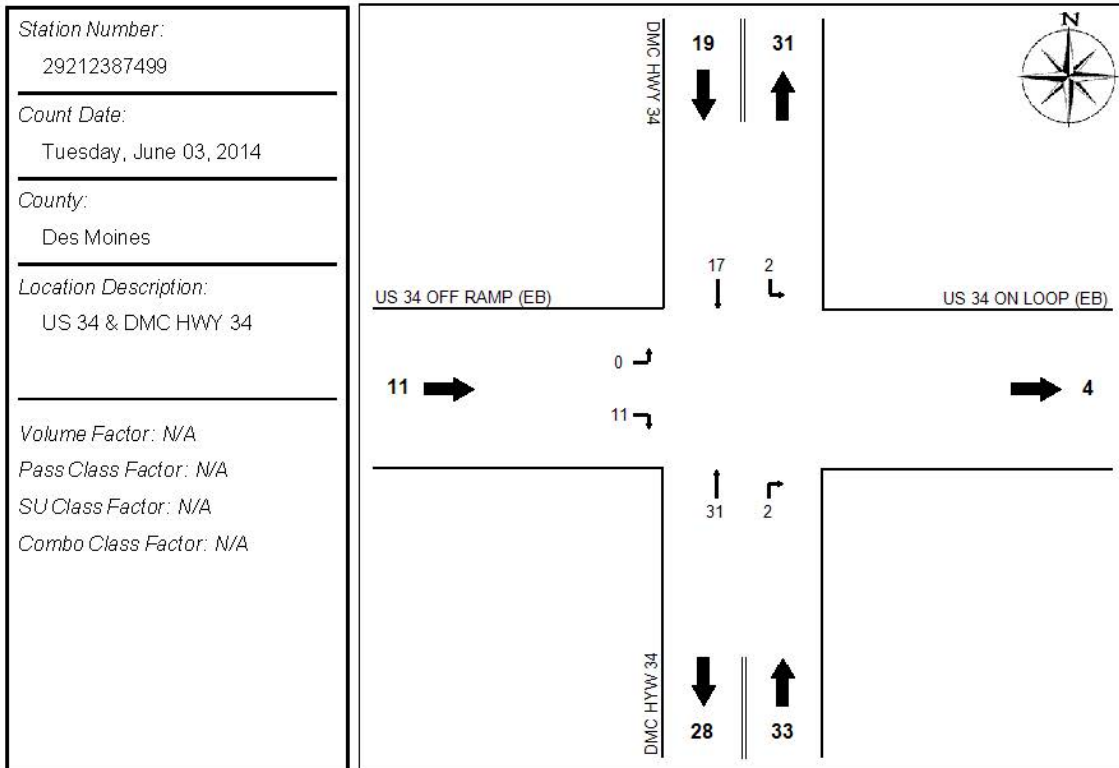 Station Number:
29212387499
Count Date:
Tuesday, June 03, 2014
County:
Des Moines
Location Description:
US 34 & DMC HWY 34
Volume Factor: N/A
Pass Class Factor: N/A
SU Class Factor: N/A
Combo Class Factor: N/A
N
DMC HWY 34
19
31
17
2
US 34 OFF RAMP (EB)
US 34 ON LOOP (EB)
0
11
11
4
31
2
DMC HYW 34
28
33